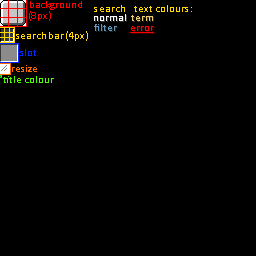 background
(8px)
searchbar(4px)
slot
resize
title colour
search text colours:
normal term
filter error